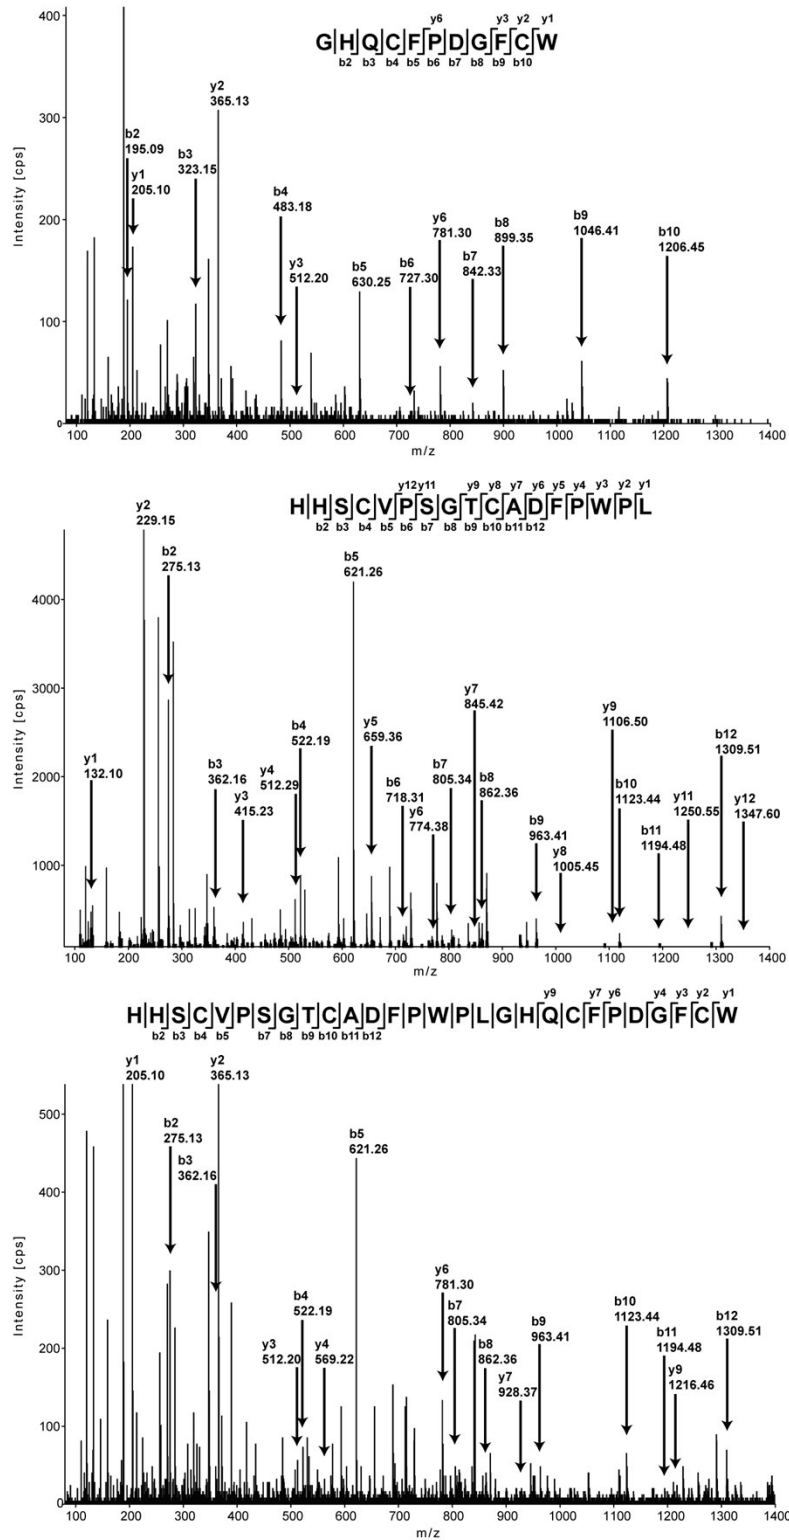 y6 y3 y2 y1
GHQCFPDGFCW
b2 b3 b4 b5 b6 b7 b8 b9 b10
Intensity [cps]
400
300
200
100
0
b2
195.09
y1
205.10
b3
323.15
y2
365.13
b4
483.18
y3
512.20
b5
630.25
b6
727.30
y6
781.30
b7
842.33
b8
899.35
b9
1046.41
b10
1206.45
100 200 300 400 500 600 700 800 900 1000 1100 1200 1300 1400
m/z
y12 y11 y9 y8 y7 y6 y5 y4 y3 y2 y1
HHSCVPSGTCADFPWPL
b2 b3 b4 b5 b6 b7 b8 b9 b10 b11 b12
Intensity [cps]
4000
3000
2000
1000
y1
132.10
y2
229.15
b2
275.13
b3
362.16
y3
415.23
y4
512.29
b4
522.19
b5
621.26
y5
659.36
b6
718.31
y6
774.38
b7
805.34
y7
845.42
b8
862.36
b9
963.41
y8
1005.45
y9
1106.50
b10
1123.44
b11
1194.48
y11
1250.55
b12
1309.51
y12
1347.60
100 200 300 400 500 600 700 800 900 1000 1100 1200 1300 1400
m/z
y9 y7 y6 y4 y3 y2 y1
HHSCVPSGTCADFPWPLGHQCFPDGFCW
b2 b3 b4 b5 b7 b8 b9 b10 b11 b12
Intensity [cps]
500
400
300
200
100
0
y1
205.10
b2
275.13
b3
362.16
y2
365.13
y3
512.20
b4
522.19
y4
569.22
b5
621.26
y6
781.30
b7
805.34
b8
862.36
y7
928.37
b9
963.41
b10
1123.44
b11
1194.48
y9
1216.46
b12
1309.51
100 200 300 400 500 600 700 800 900 1000 1100 1200 1300 1400
m/z